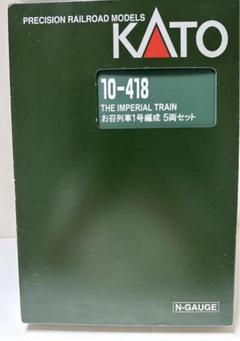 PRECISION RAILROAD MODELS
KATO
10-418
THE IMPERIAL TRAIN
お召列車1号編成 5両セット
N-GAUGE